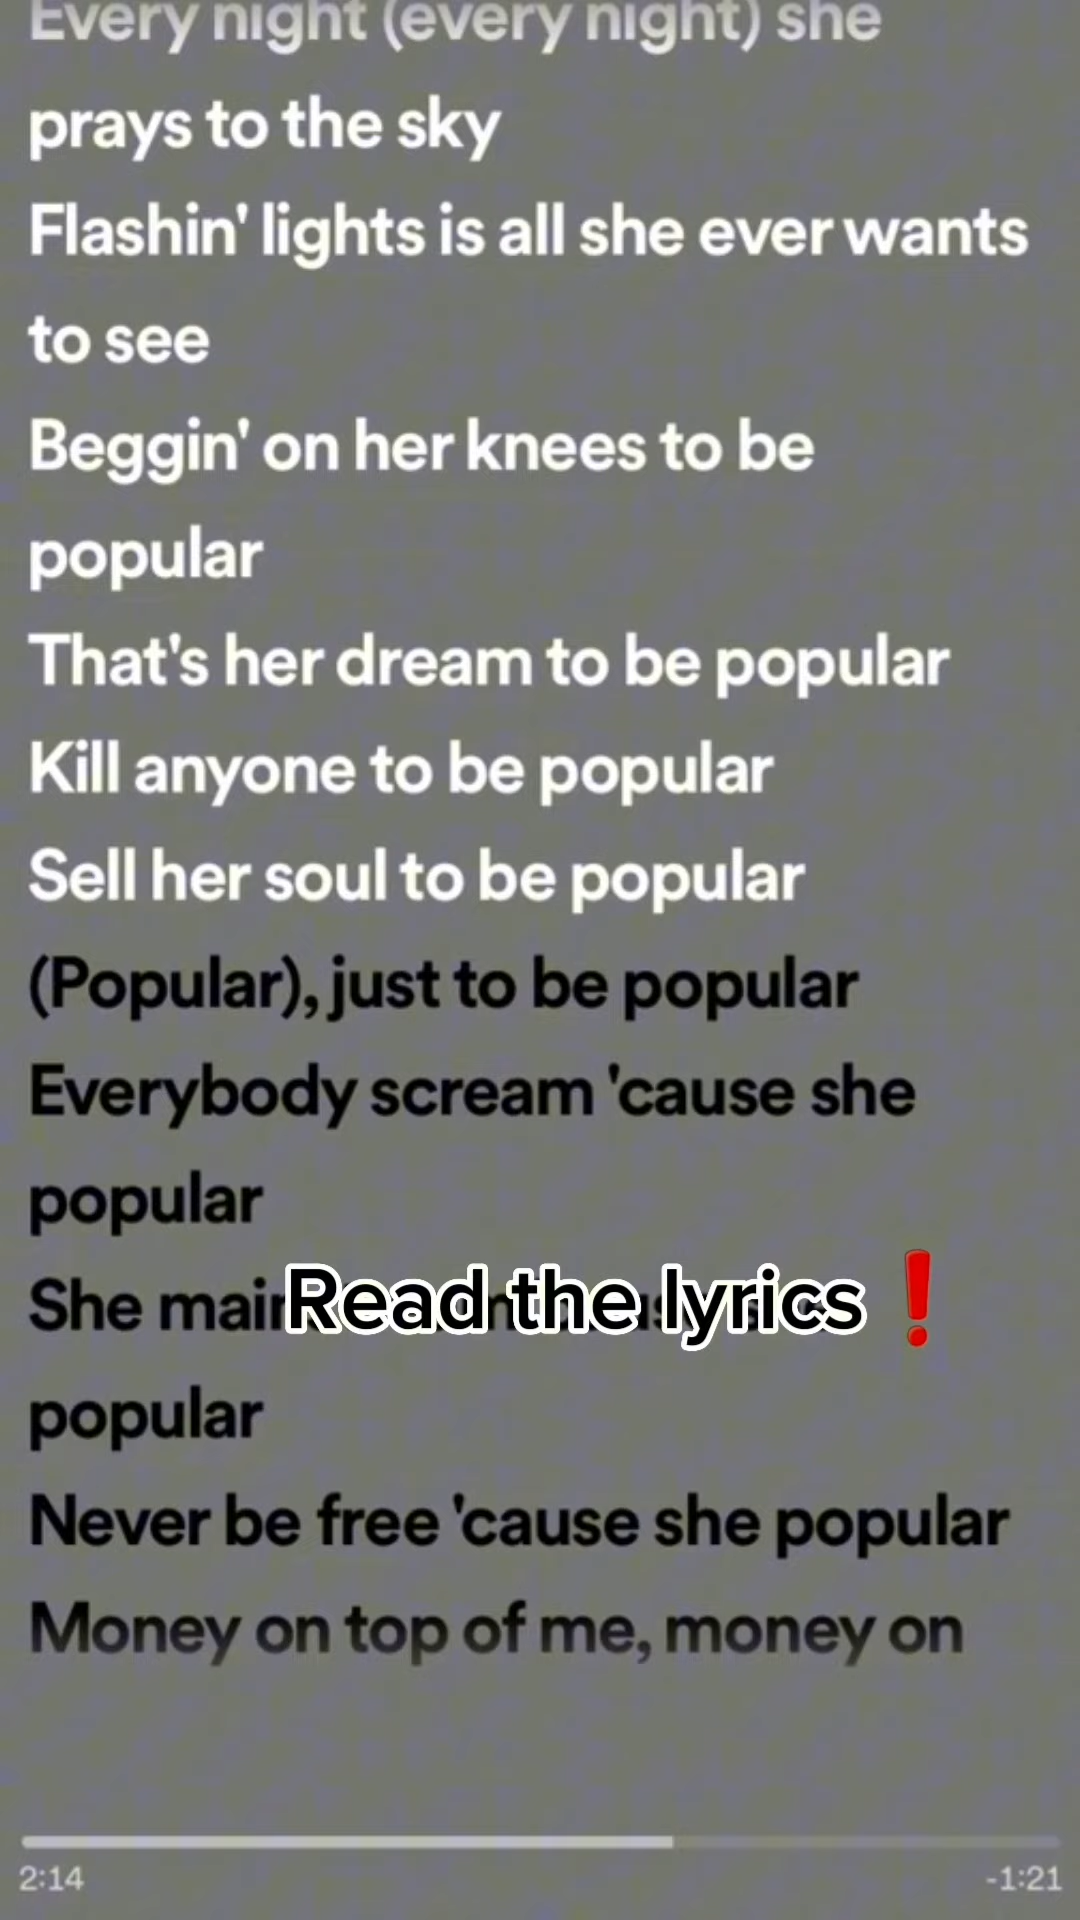 Every night (every night) she
prays to the sky
Flashin' lights is all she ever wants
to see
Beggin' on her knees to be
popular
That's her dream to be popular
Kill anyone to be popular
Sell her soul to be popular
(Popular), just to be popular
Everybody scream 'cause she
popular
She
Read the lyrics❗
popular
Never be free 'cause she popular
Money on top of me, money on
2:14
-1:21